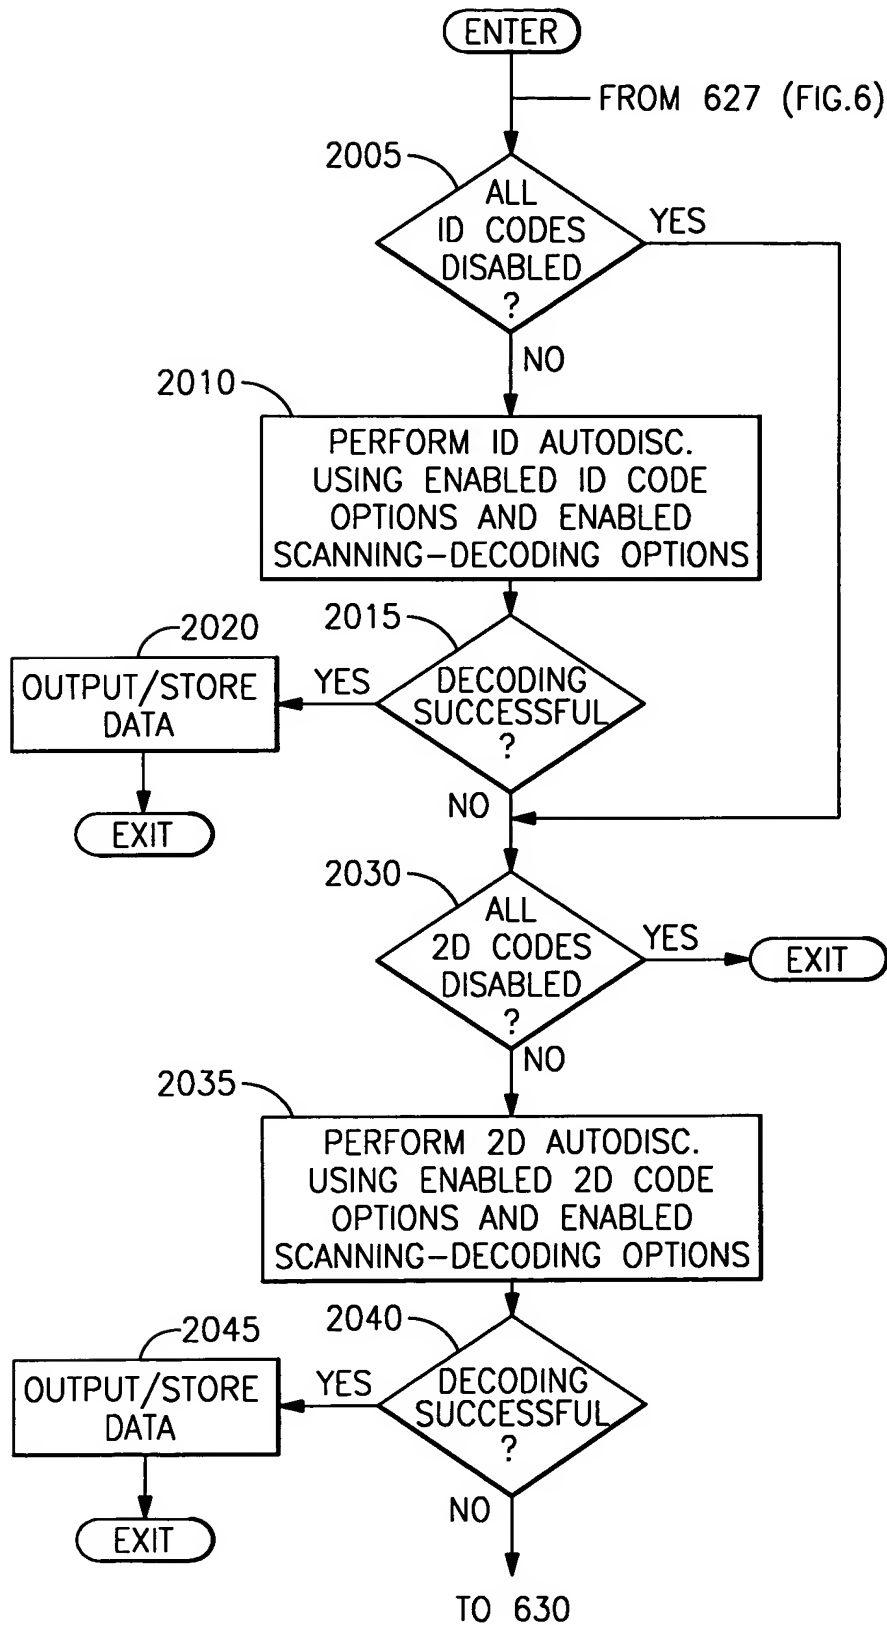 ENTER
FROM 627 (FIG.6)
2005
ALL
ID CODES
DISABLED
?
YES
NO
2010
PERFORM ID AUTODISC.
USING ENABLED ID CODE
OPTIONS AND ENABLED
SCANNING-DECODING OPTIONS
2015
DECODING
SUCCESSFUL
?
YES
2020
OUTPUT/STORE
DATA
EXIT
NO
2030
ALL
2D CODES
DISABLED
?
YES
EXIT
NO
2035
PERFORM 2D AUTODISC.
USING ENABLED 2D CODE
OPTIONS AND ENABLED
SCANNING-DECODING OPTIONS
2040
DECODING
SUCCESSFUL
?
YES
2045
OUTPUT/STORE
DATA
EXIT
NO
TO 630